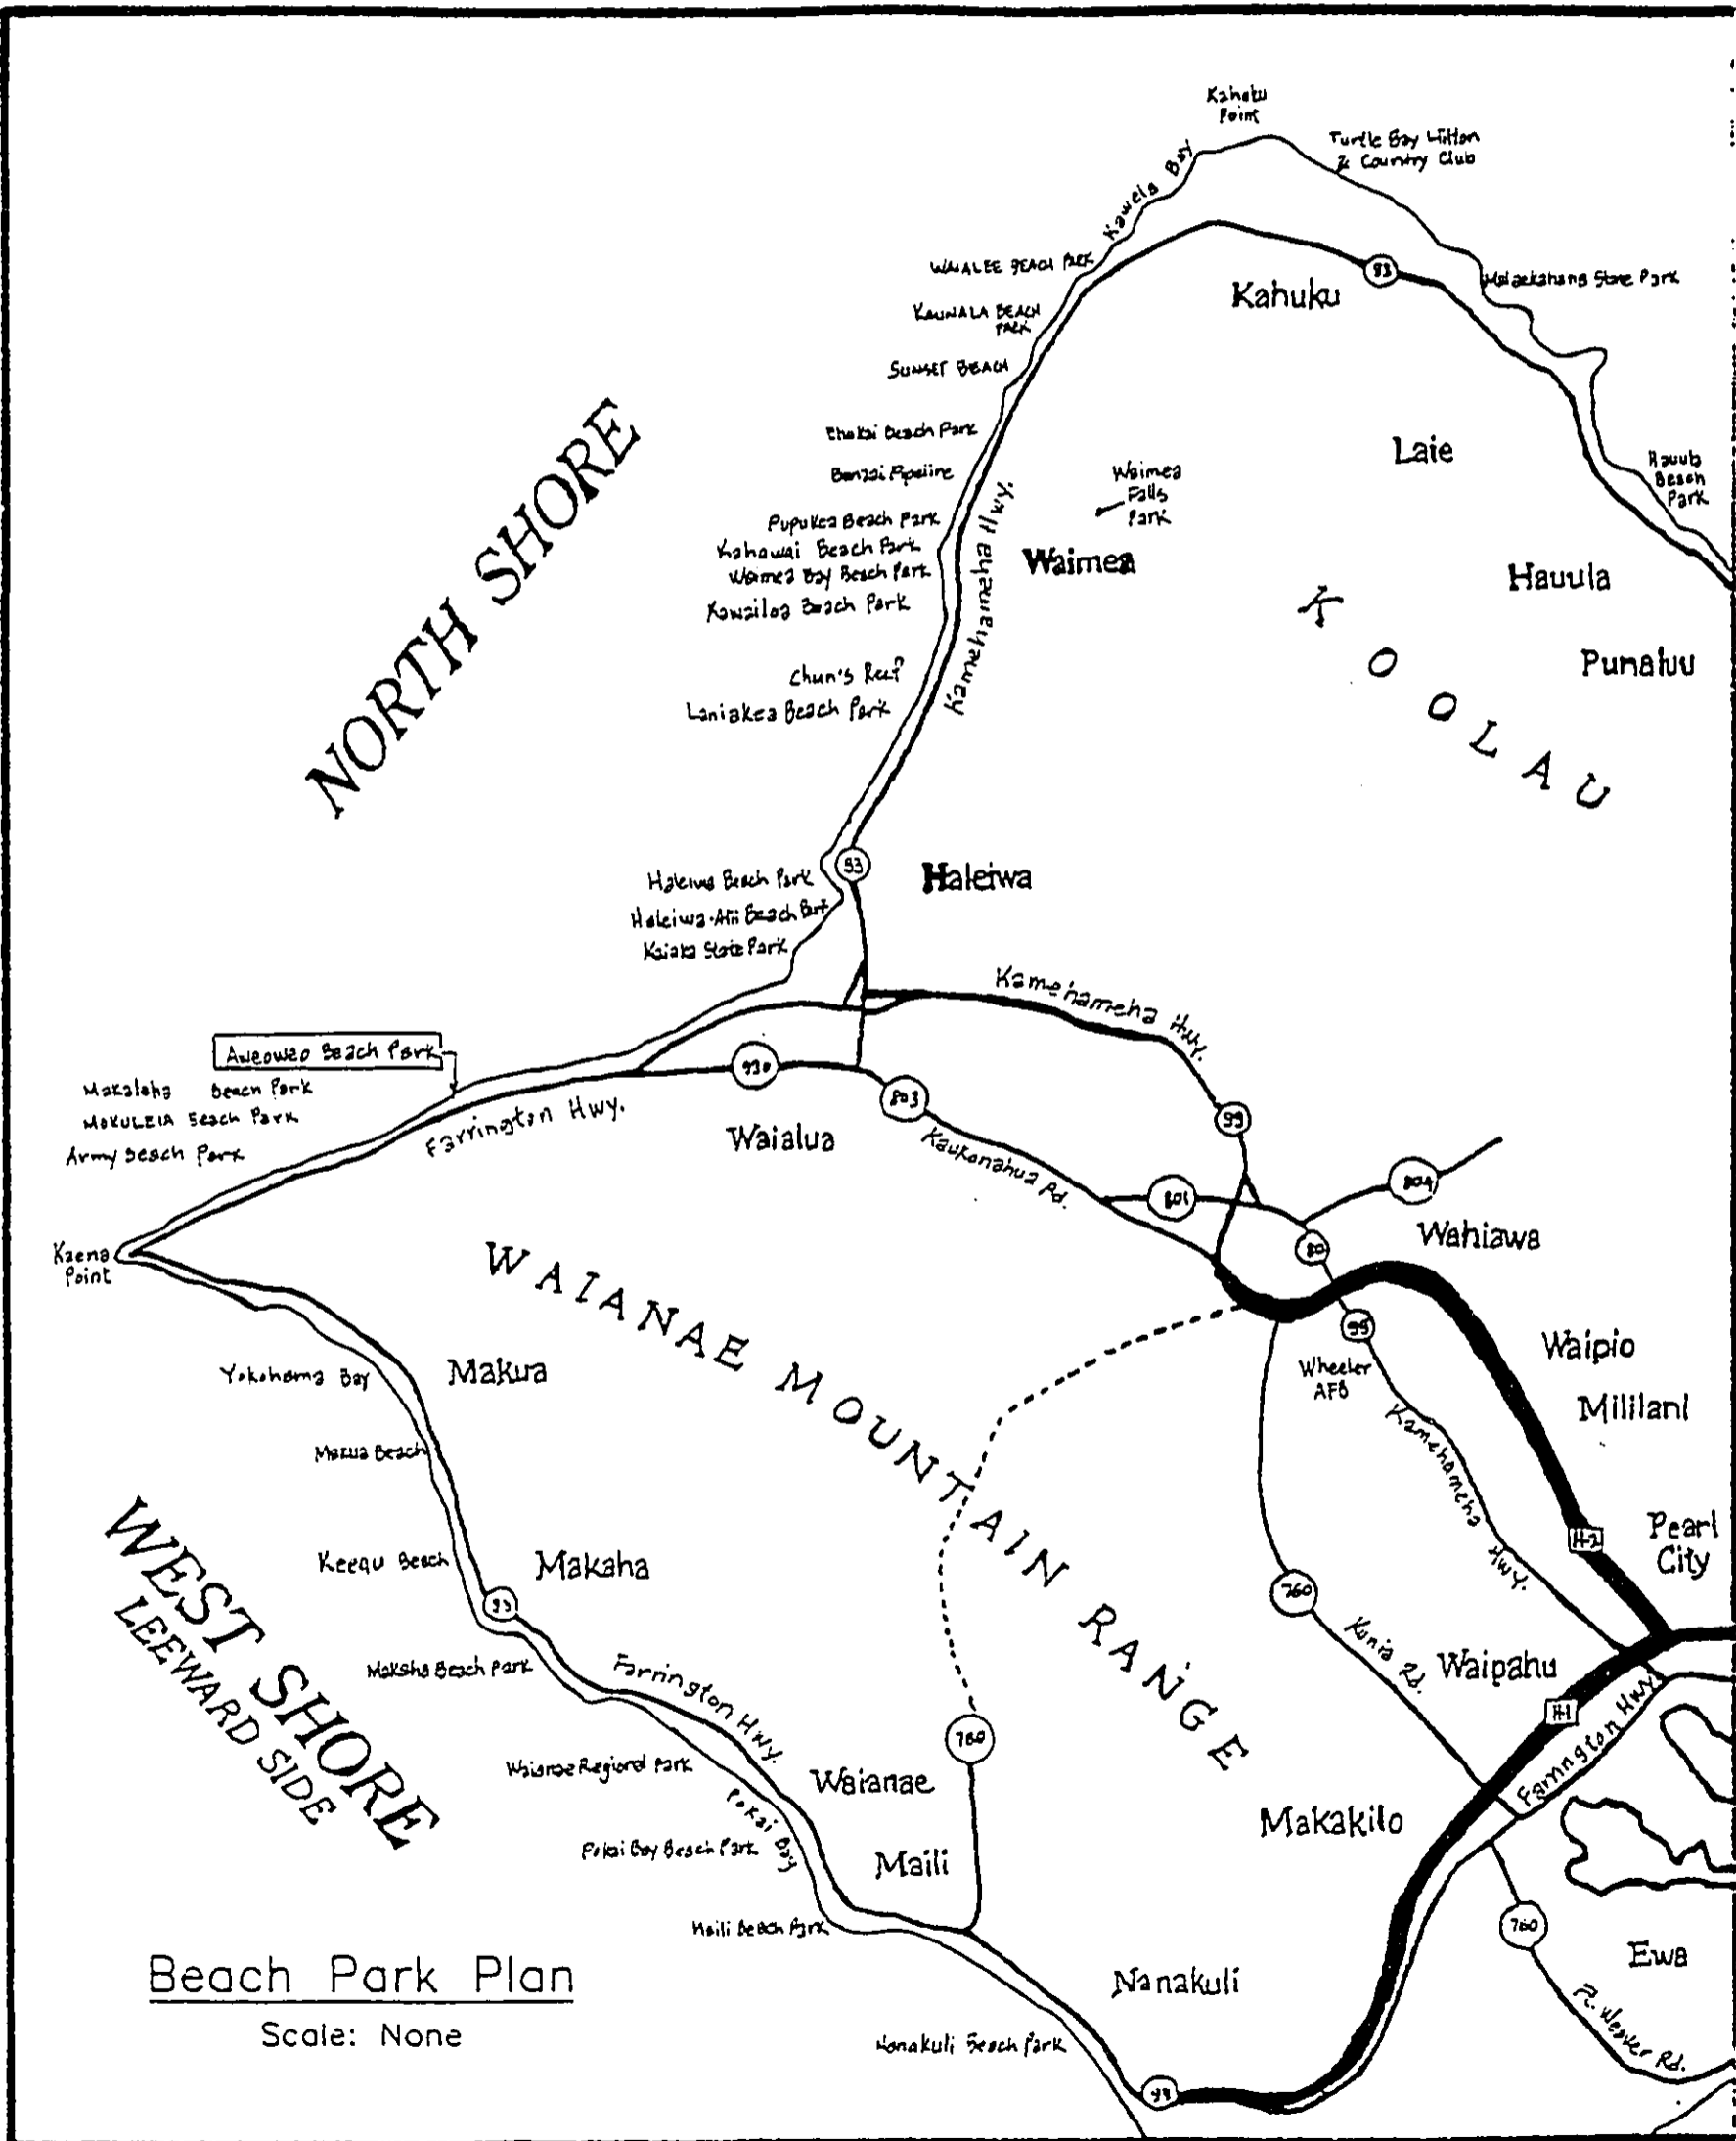 Kahuku
Point
Turtle Bay Hilton
& Country Club
Kawela Bay
WAIALEE BEACH PARK
83
Malaekahana State Park
Kahuku
KAUNALA BEACH
PARK
SUNSET BEACH
Ehukai Beach Park
Laie
Banzai Pipeline
Waimea
Falls
Park
Hauula
Beach
Park
Pupukea Beach Park
Kahawai Beach Park
Waimea
Waimea Bay Beach Park
Kawailoa Beach Park
Kamehameha Hwy.
Hauula
NORTH SHORE
KOOLAU
Punaluu
Chun's Reef
Laniakea Beach Park
83
Haleiwa
Haleiwa Beach Park
Haleiwa-Alii Beach Park
Kaiaka State Park
Kamehameha Hwy.
Aweoweo Beach Park
Makaleha Beach Park
MOKULEIA Beach Park
Army Beach Park
Farrington Hwy.
930
803
99
Waialua
Kaukonahua Rd.
801
804
Wahiawa
80
Kaena
Point
WAIANAE MOUNTAIN RANGE
99
Wheeler
AFB
Waipio
Mililani
Yokohama Bay
Makua
Makua Beach
Kamehameha Hwy.
H-2
Pearl
City
WEST SHORE
LEEWARD SIDE
Keeau Beach
Makaha
93
760
Kunia Rd.
Waipahu
Makaha Beach Park
Farrington Hwy.
H-1
Farrington Hwy.
780
Waianae Regional Park
Waianae
Pokai Bay
Makakilo
Pokai Bay Beach Park
Maili
Maili Beach Park
760
Ewa
Nanakuli
Ft. Weaver Rd.
Nanakuli Beach Park
93
Beach Park Plan
Scale: None